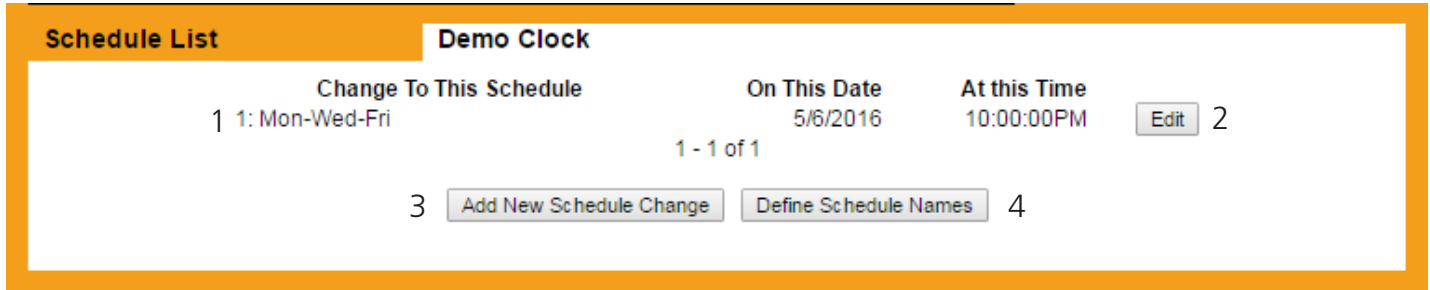 Schedule List Demo Clock
Change To This Schedule On This Date At this Time
1 1: Mon-Wed-Fri 5/6/2016 10:00:00PM Edit 2
1 - 1 of 1
3 Add New Schedule Change Define Schedule Names 4